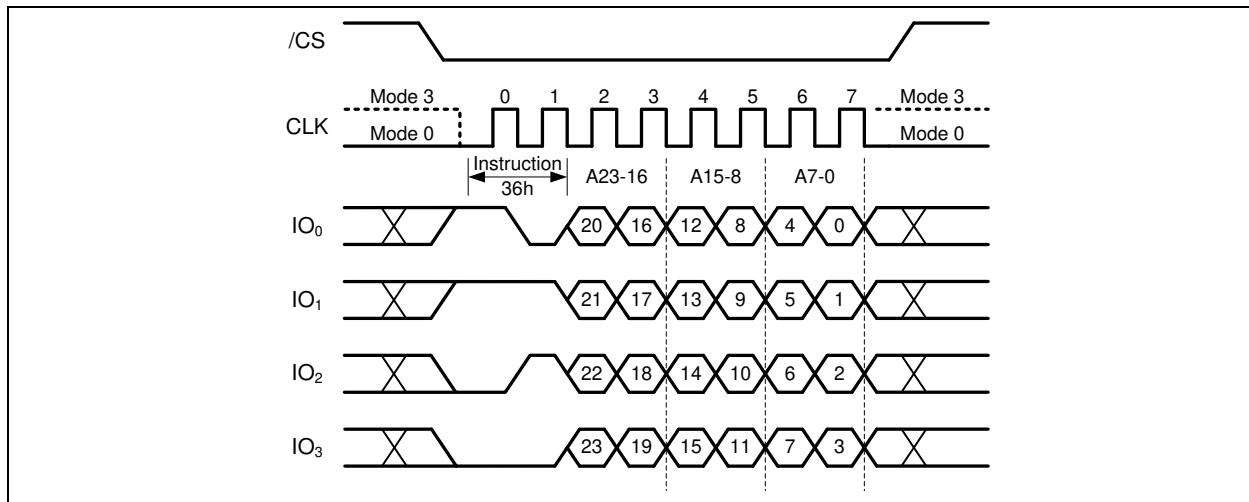 /CS
Mode 3 0 1 2 3 4 5 6 7 Mode 3
CLK
Mode 0 Mode 0
Instruction
36h
A23-16 A15-8 A7-0
IO₀ 20 16 12 8 4 0
IO₁ 21 17 13 9 5 1
IO₂ 22 18 14 10 6 2
IO₃ 23 19 15 11 7 3